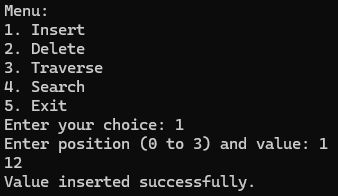 Menu:
1. Insert
2. Delete
3. Traverse
4. Search
5. Exit
Enter your choice: 1
Enter position (0 to 3) and value: 1
12
Value inserted successfully.